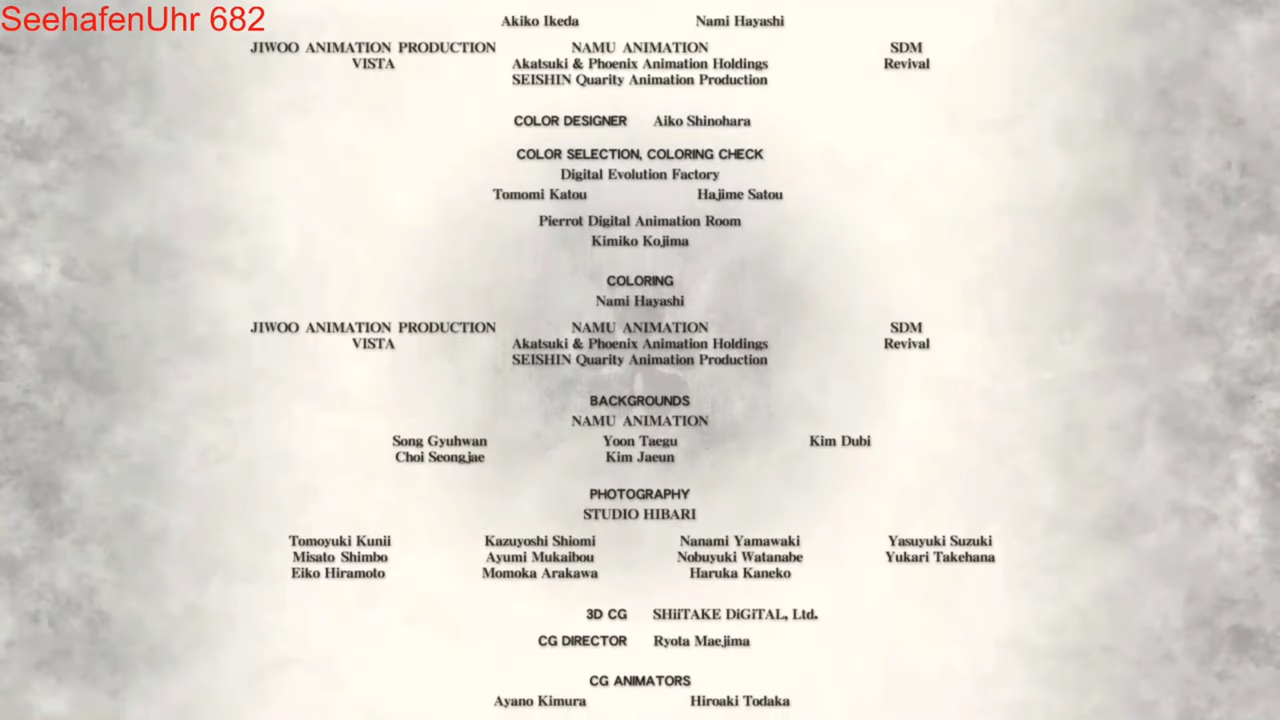 SeehafenUhr 682
Akiko Ikeda Nami Hayashi
JIWOO ANIMATION PRODUCTION NAMU ANIMATION SDM
VISTA Akatsuki & Phoenix Animation Holdings Revival
SEISHIN Quarity Animation Production
COLOR DESIGNER Aiko Shinohara
COLOR SELECTION, COLORING CHECK
Digital Evolution Factory
Tomomi Katou Hajime Satou
Pierrot Digital Animation Room
Kimiko Kojima
COLORING
Nami Hayashi
JIWOO ANIMATION PRODUCTION NAMU ANIMATION SDM
VISTA Akatsuki & Phoenix Animation Holdings Revival
SEISHIN Quarity Animation Production
BACKGROUNDS
NAMU ANIMATION
Song Gyuhwan Yoon Taegu Kim Dubi
Choi Seongjae Kim Jaeun
PHOTOGRAPHY
STUDIO HIBARI
Tomoyuki Kunii Kazuyoshi Shiomi Nanami Yamawaki Yasuyuki Suzuki
Misato Shimbo Ayumi Mukaibou Nobuyuki Watanabe Yukari Takehana
Eiko Hiramoto Momoka Arakawa Haruka Kaneko
3D CG SHiiTAKE DiGiTAL, Ltd.
CG DIRECTOR Ryota Maejima
CG ANIMATORS
Ayano Kimura Hiroaki Todaka